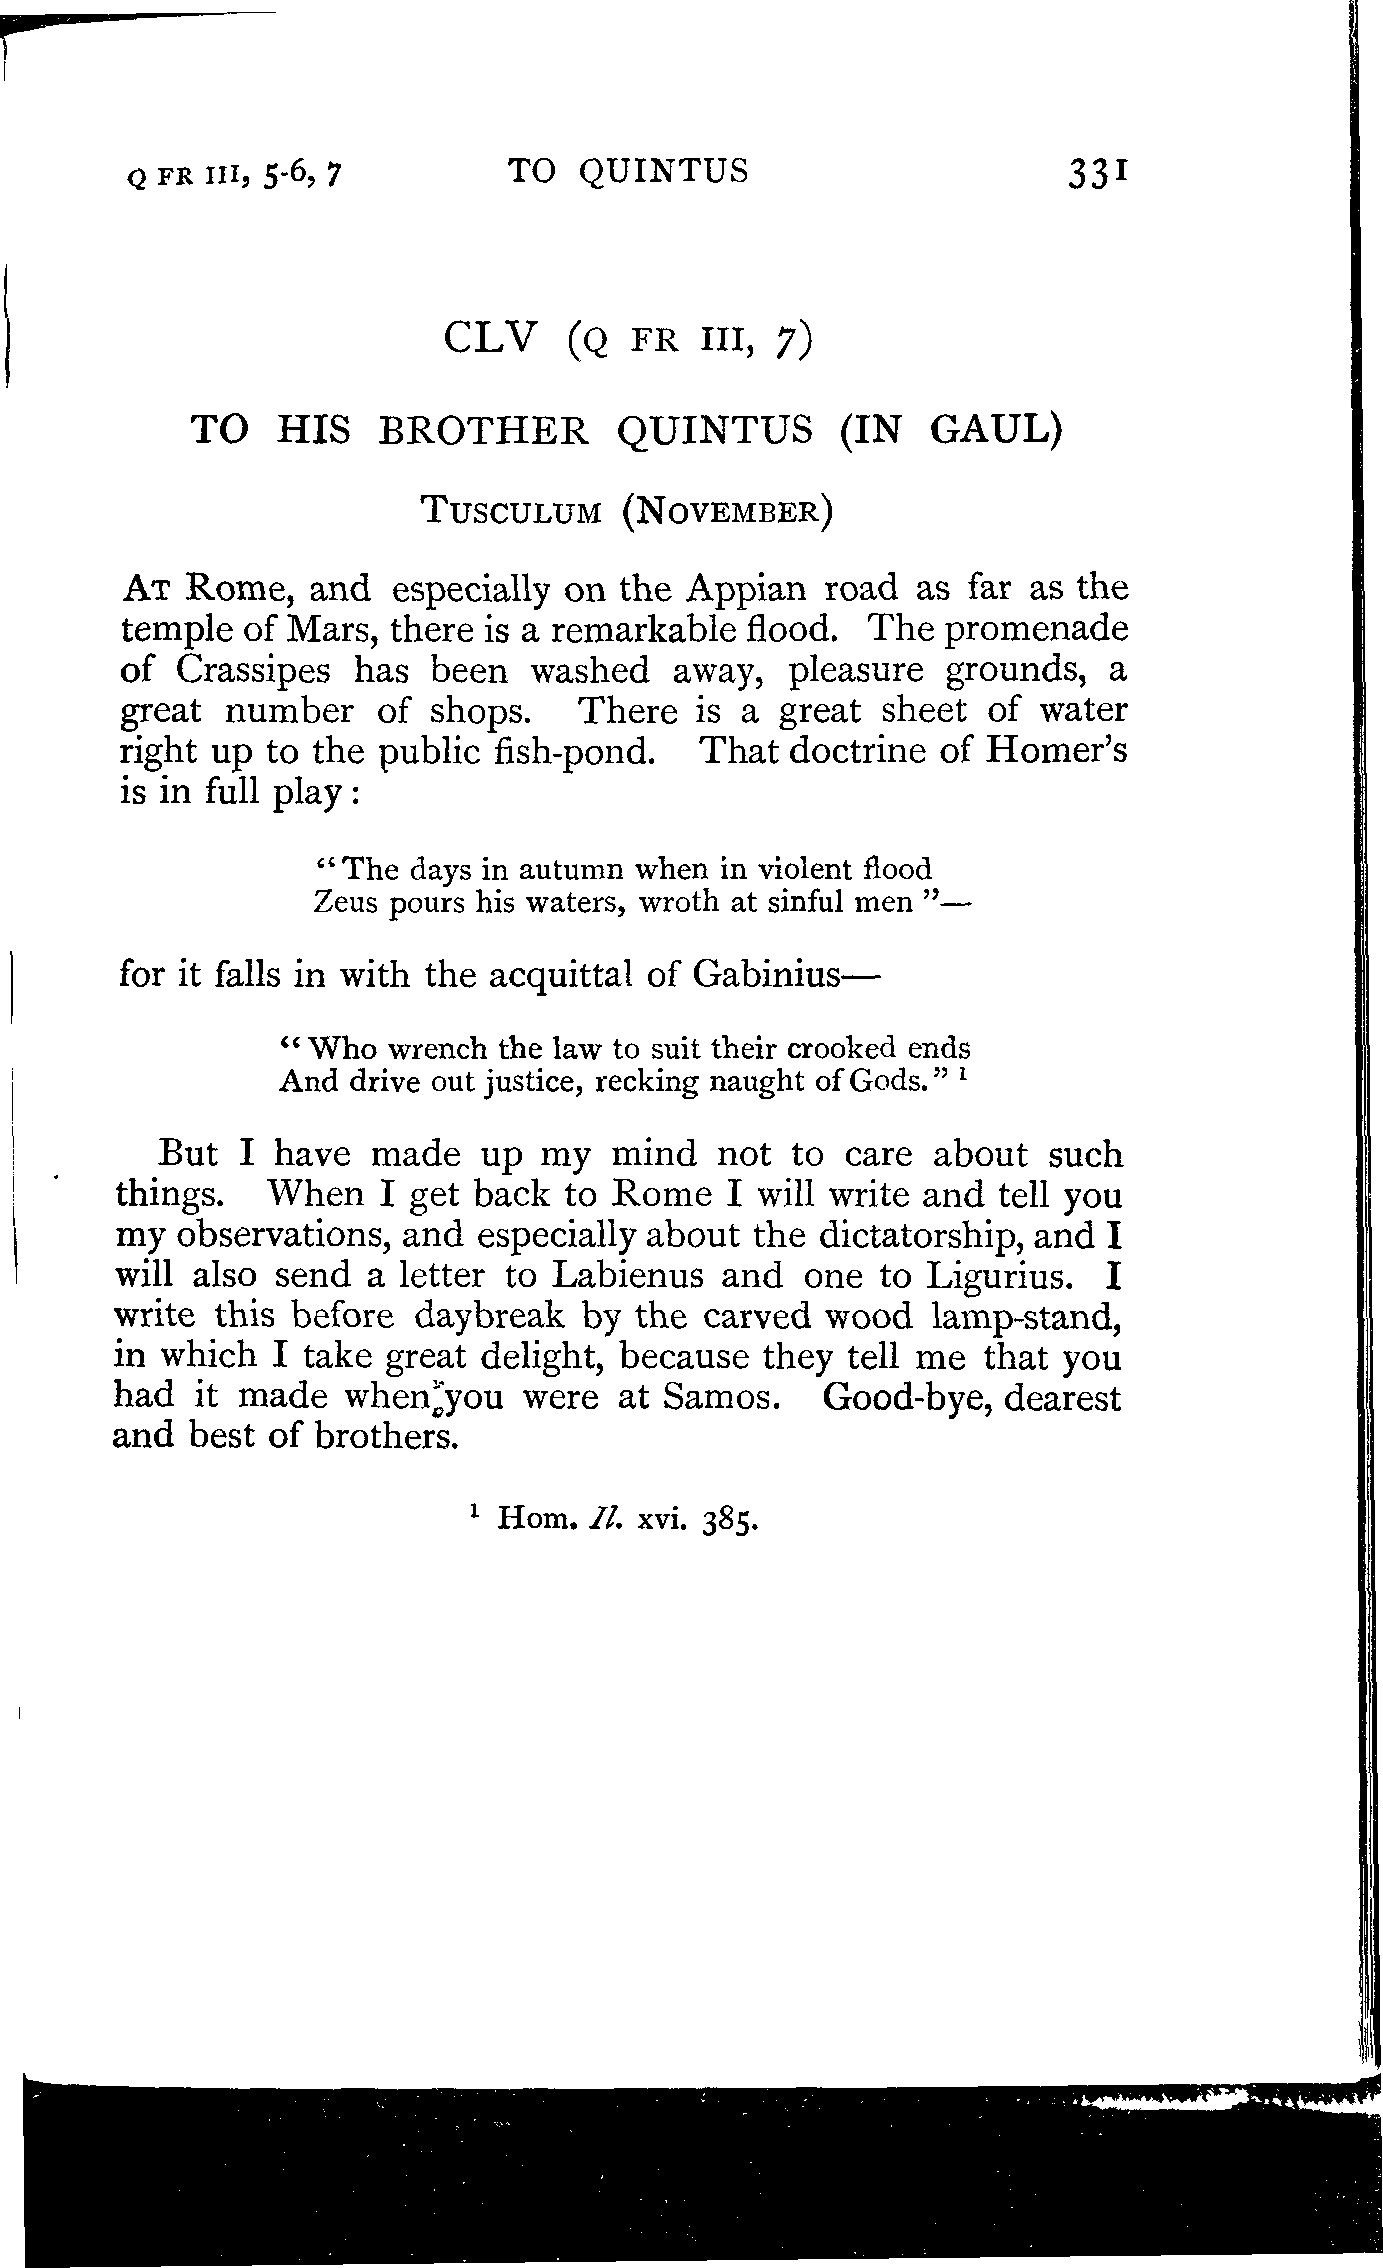 Q FR III, 5-6, 7 TO QUINTUS 331
CLV (Q FR III, 7)
TO HIS BROTHER QUINTUS (IN GAUL)
TUSCULUM (NOVEMBER)
AT Rome, and especially on the Appian road as far as the
temple of Mars, there is a remarkable flood. The promenade
of Crassipes has been washed away, pleasure grounds, a
great number of shops. There is a great sheet of water
right up to the public fish-pond. That doctrine of Homer's
is in full play:
"The days in autumn when in violent flood
Zeus pours his waters, wroth at sinful men"—
for it falls in with the acquittal of Gabinius—
"Who wrench the law to suit their crooked ends
And drive out justice, recking naught of Gods." ¹
But I have made up my mind not to care about such
things. When I get back to Rome I will write and tell you
my observations, and especially about the dictatorship, and I
will also send a letter to Labienus and one to Ligurius. I
write this before daybreak by the carved wood lamp-stand,
in which I take great delight, because they tell me that you
had it made when you were at Samos. Good-bye, dearest
and best of brothers.
¹ Hom. Il. xvi. 385.